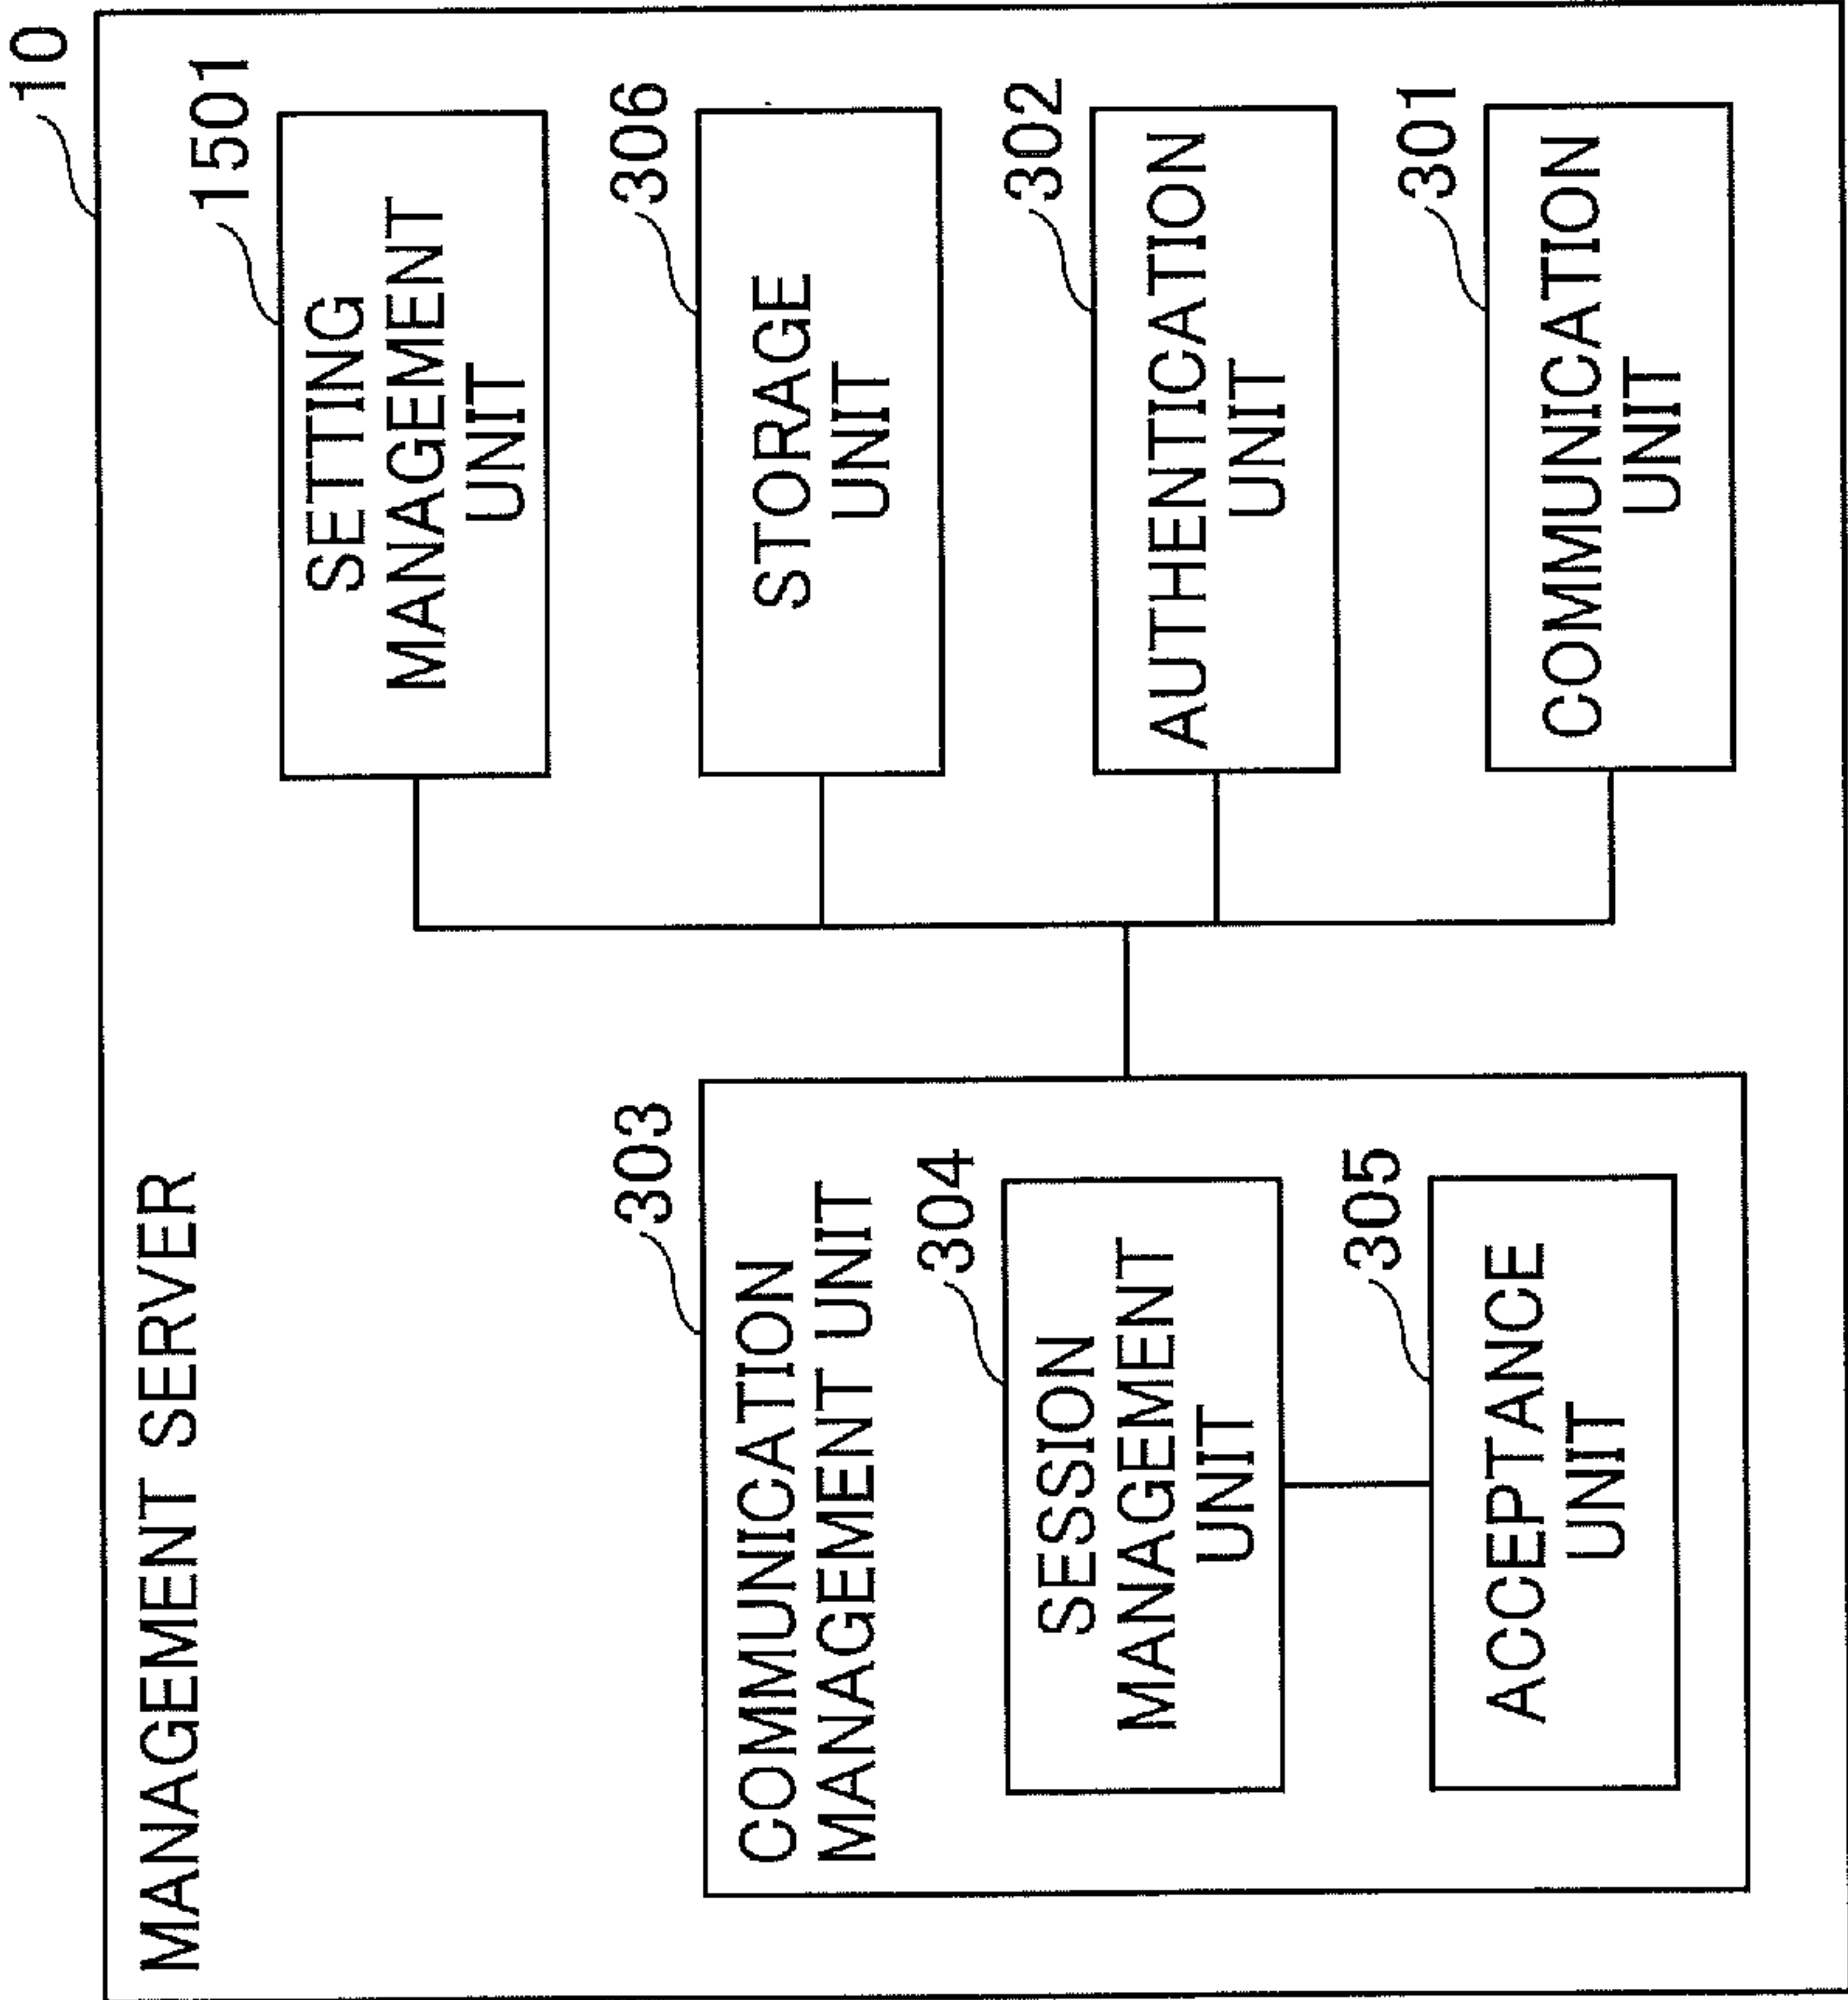 10
MANAGEMENT SERVER
1501
SETTING
MANAGEMENT
UNIT
303
COMMUNICATION
MANAGEMENT UNIT
306
STORAGE
UNIT
304
SESSION
MANAGEMENT
UNIT
302
AUTHENTICATION
UNIT
305
ACCEPTANCE
UNIT
301
COMMUNICATION
UNIT